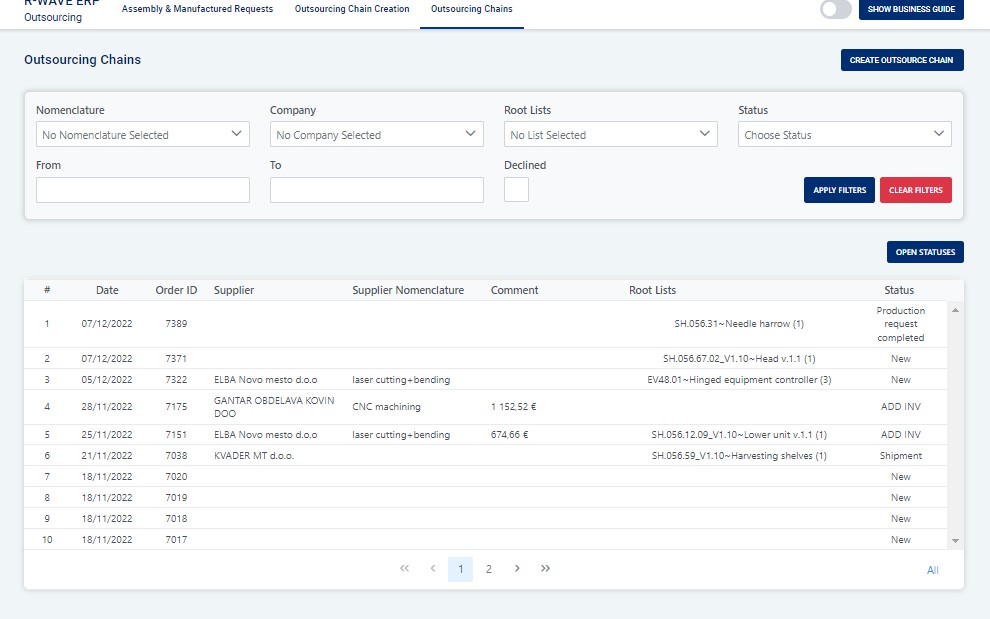 R-WAVE ERP
Outsourcing
Assembly & Manufactured Requests
Outsourcing Chain Creation
Outsourcing Chains
SHOW BUSINESS GUIDE
Outsourcing Chains
CREATE OUTSOURCE CHAIN
Nomenclature
Company
Root Lists
Status
No Nomenclature Selected
No Company Selected
No List Selected
Choose Status
From
To
Declined
APPLY FILTERS
CLEAR FILTERS
OPEN STATUSES
# Date Order ID Supplier Supplier Nomenclature Comment Root Lists Status
1 07/12/2022 7389 SH.056.31~Needle harrow (1) Production request completed
2 07/12/2022 7371 SH.056.67.02_V1.10~Head v.1.1 (1) New
3 05/12/2022 7322 ELBA Novo mesto d.o.o laser cutting+bending EV48.01~Hinged equipment controller (3) New
4 28/11/2022 7175 GANTAR OBDELAVA KOVIN DOO CNC machining 1 152,52 € ADD INV
5 25/11/2022 7151 ELBA Novo mesto d.o.o laser cutting+bending 674,66 € SH.056.12.09_V1.10~Lower unit v.1.1 (1) ADD INV
6 21/11/2022 7038 KVADER MT d.o.o. SH.056.59_V1.10~Harvesting shelves (1) Shipment
7 18/11/2022 7020 New
8 18/11/2022 7019 New
9 18/11/2022 7018 New
10 18/11/2022 7017 New
« ‹ 1 2 › »
All